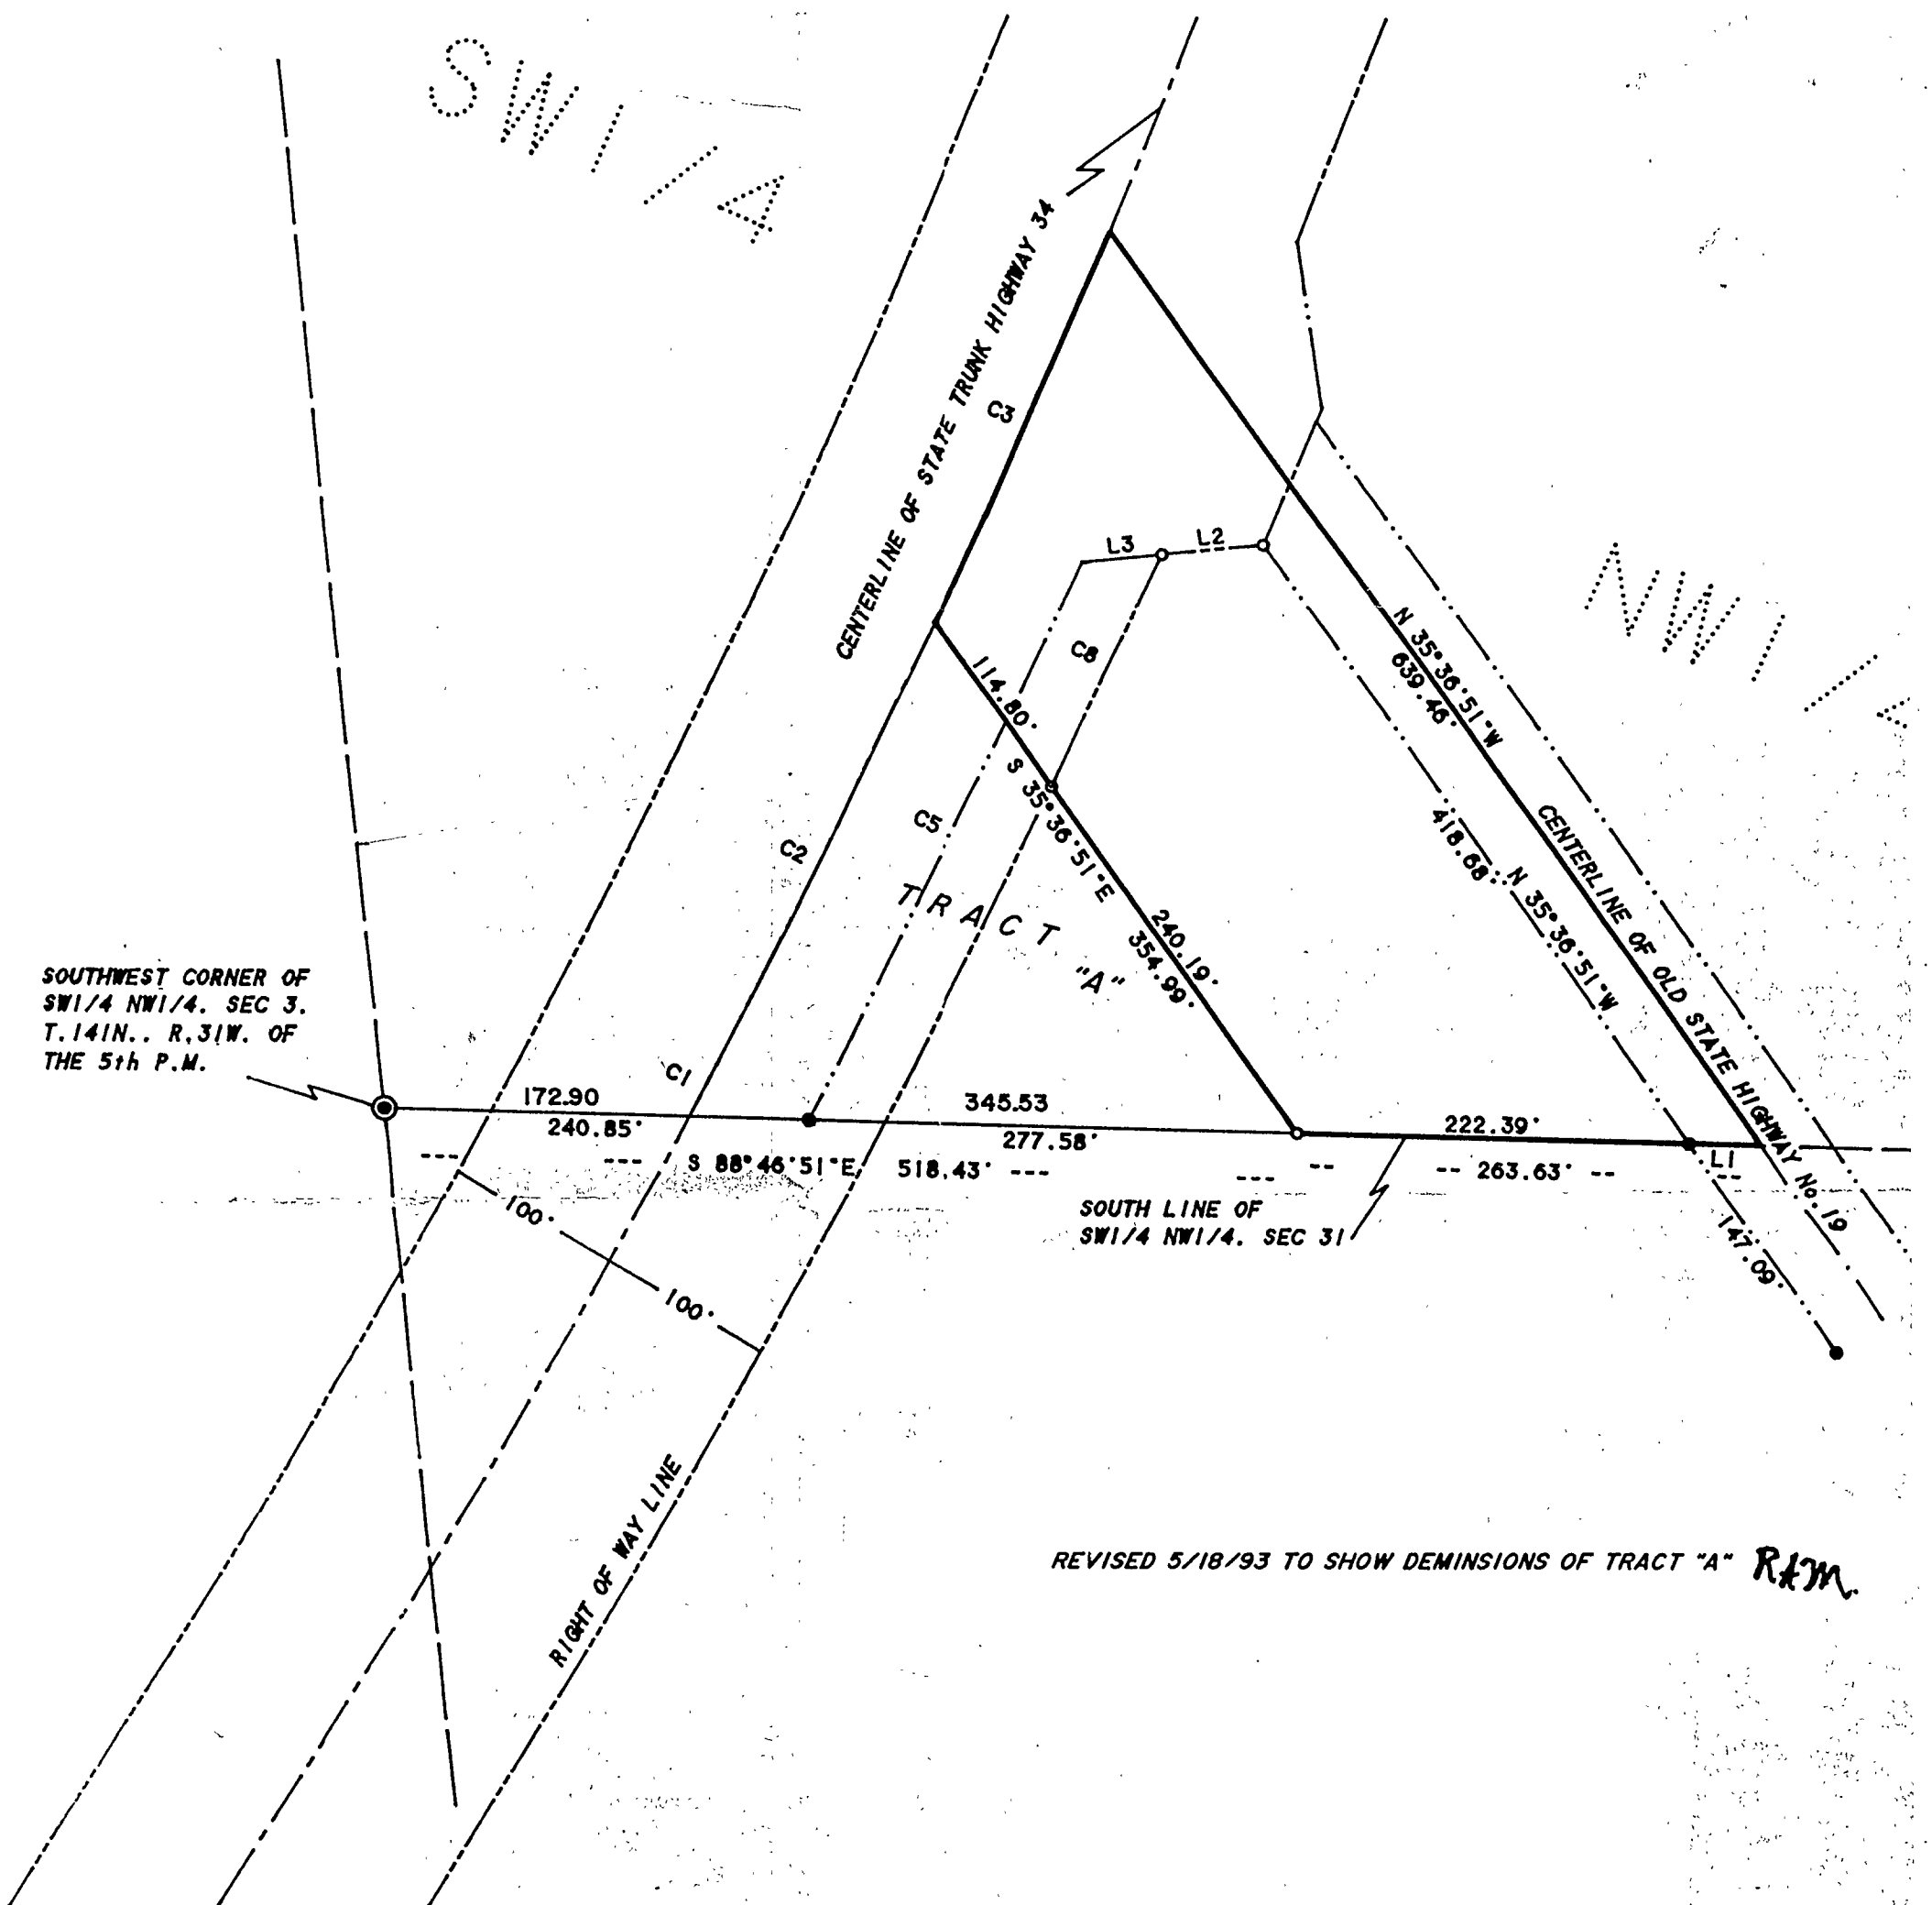 SW1/4
CENTERLINE OF STATE TRUNK HIGHWAY 34
C3
L3
L2
C8
NW1/4
N 35°36'51"W
639.46'
114.80'
S 35°36'51"E
240.19'
354.99'
C5
C2
TRACT "A"
418.68'
N 35°36'51"W
CENTERLINE OF OLD STATE HIGHWAY No. 19
SOUTHWEST CORNER OF
SW1/4 NW1/4. SEC 3.
T.141N.. R.31W. OF
THE 5th P.M.
C1
172.90
345.53
222.39'
240.85'
277.58'
--- --- S 88°46'51"E 518.43' --- --- -- -- 263.63' -- L1 --
SOUTH LINE OF
SW1/4 NW1/4. SEC 31
100'
100'
147.09'
RIGHT OF WAY LINE
REVISED 5/18/93 TO SHOW DEMINSIONS OF TRACT "A" RAM.